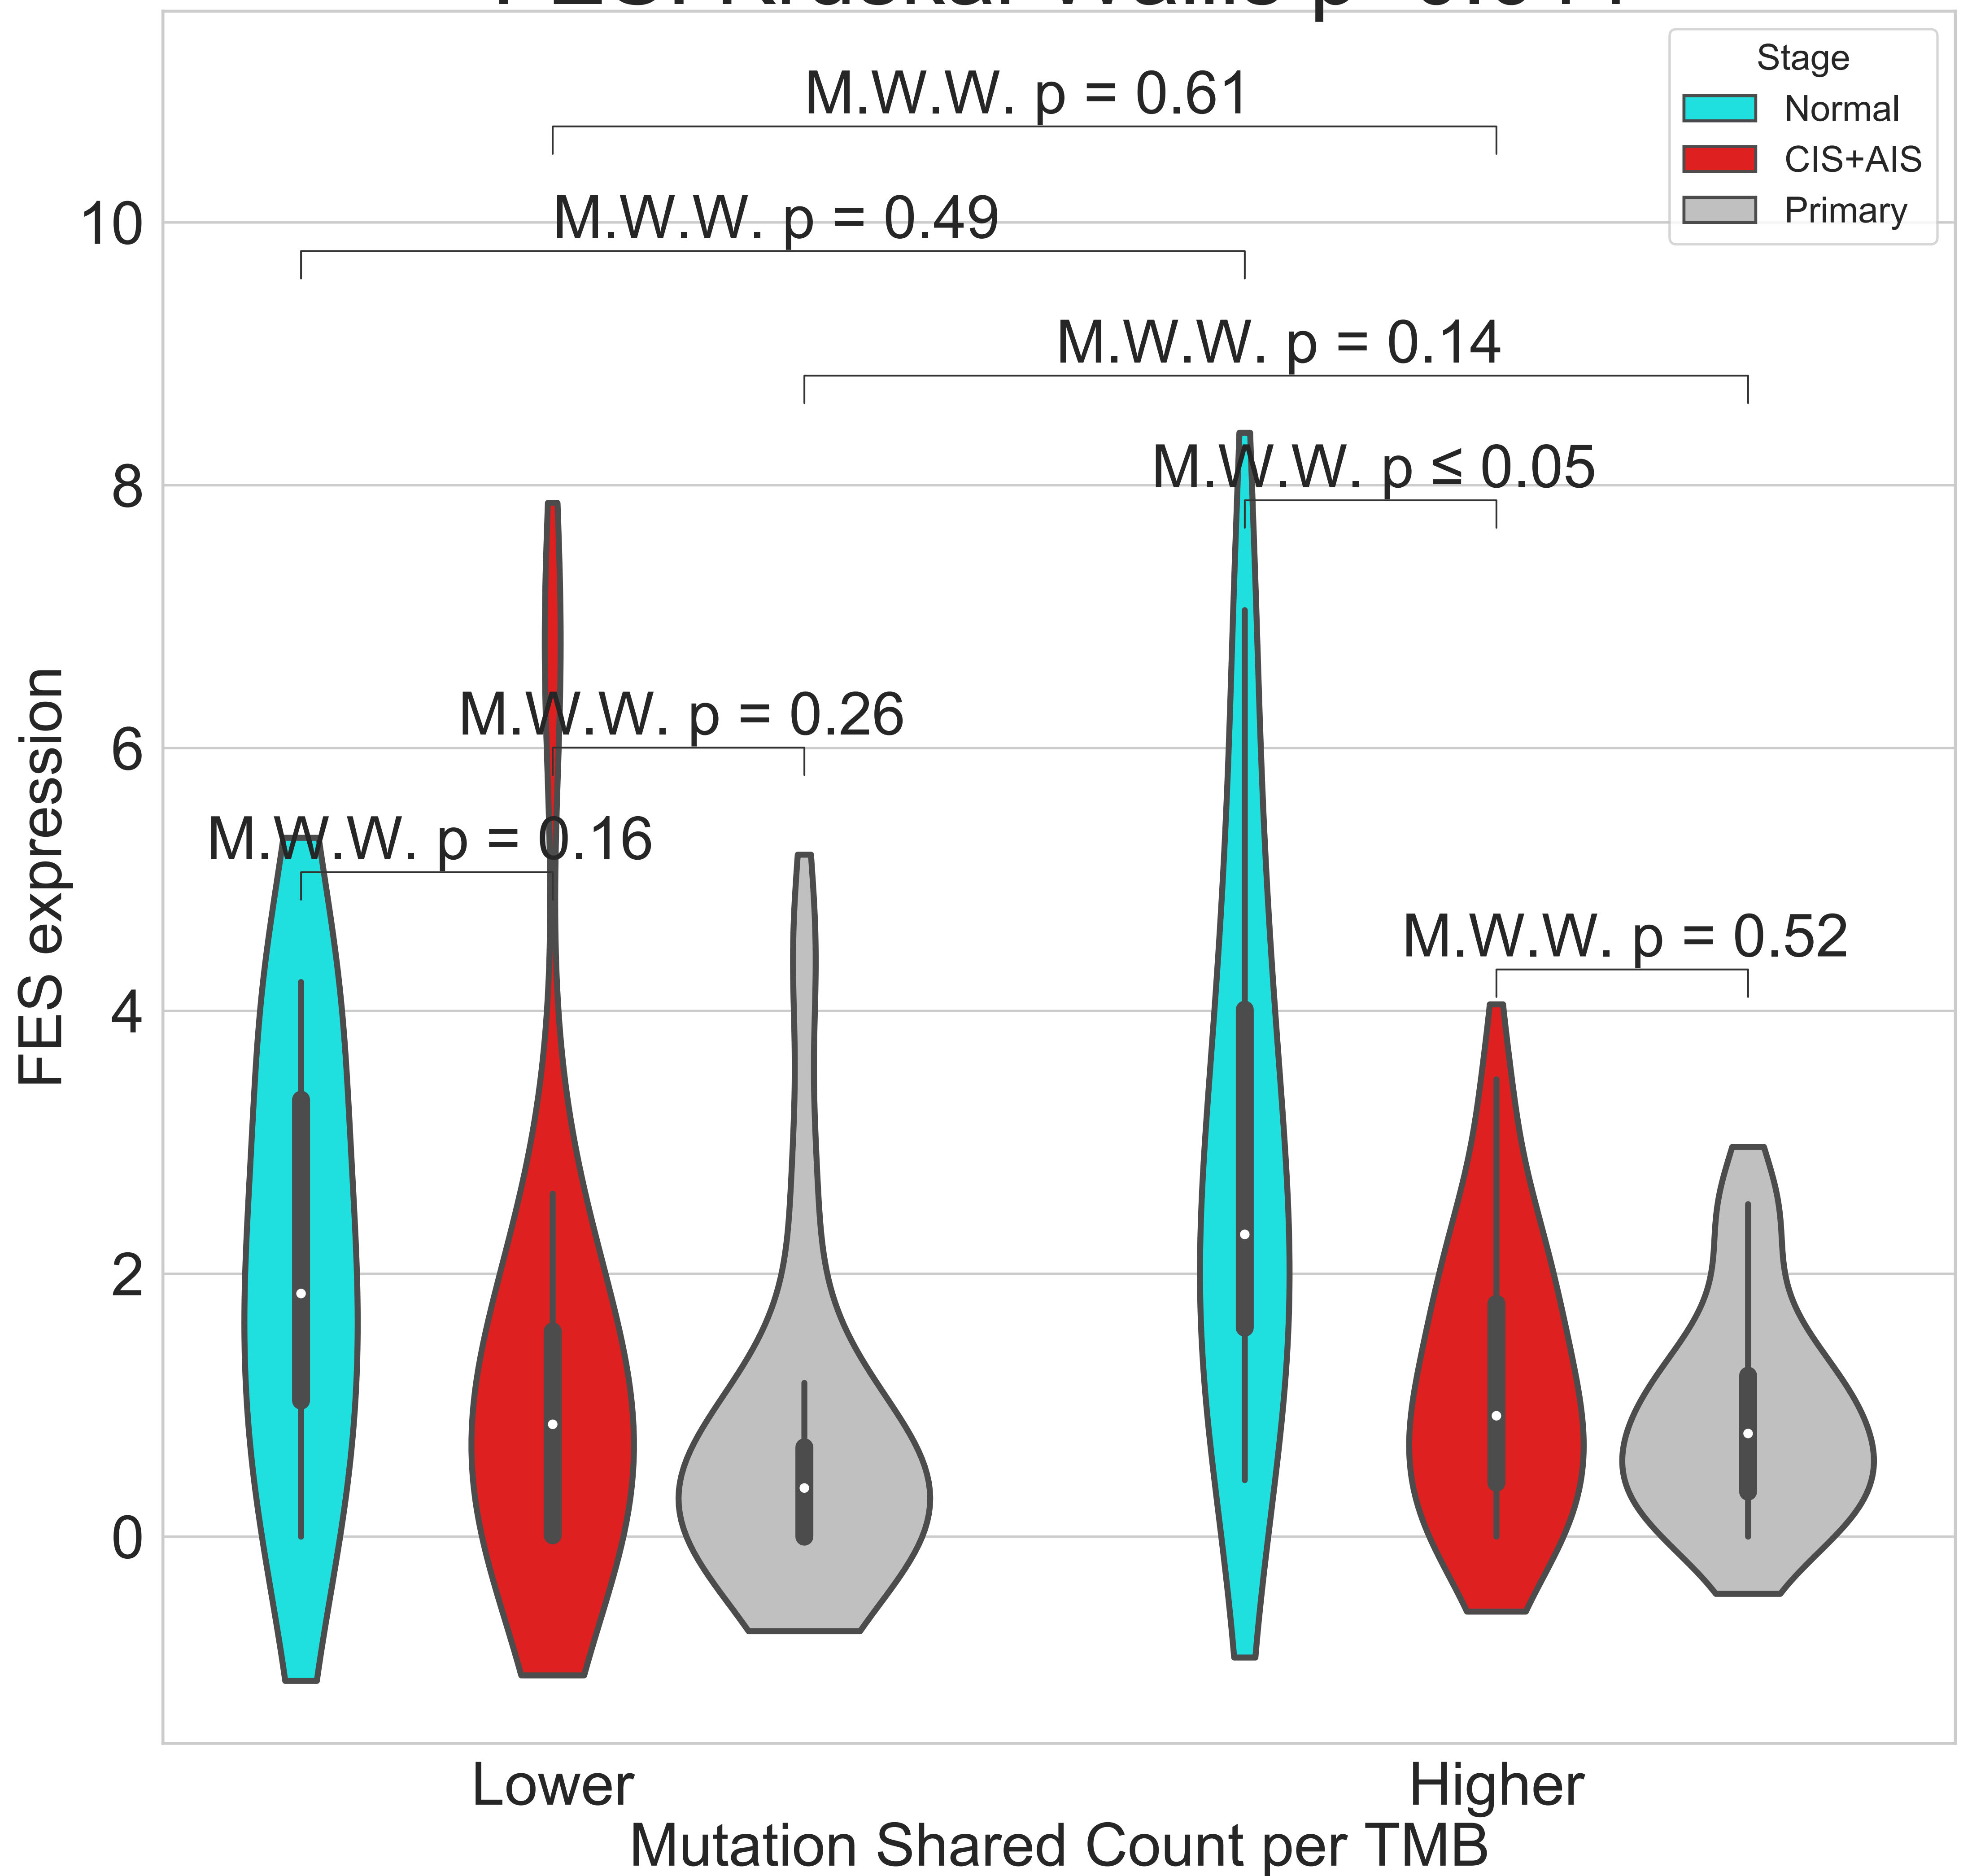 Stage
Normal
CIS+AIS
Primary
M.W.W. p = 0.61
M.W.W. p = 0.49
M.W.W. p = 0.14
M.W.W. p ≤ 0.05
M.W.W. p = 0.26
M.W.W. p = 0.16
M.W.W. p = 0.52
10
8
6
4
2
0
FES expression
Lower
Higher
Mutation Shared Count per TMB